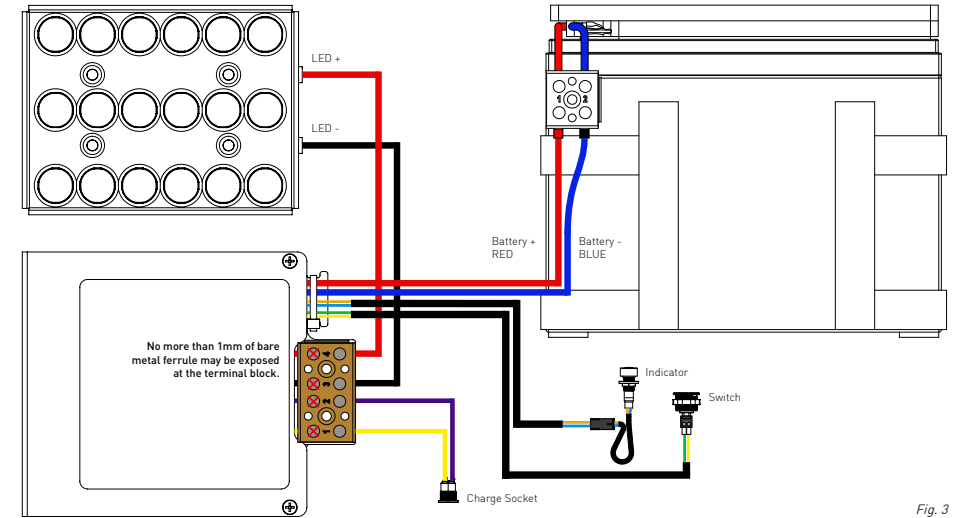 LED +
LED -
1 2
Battery +
RED
Battery -
BLUE
No more than 1mm of bare
metal ferrule may be exposed
at the terminal block.
4
3
2
1
Indicator
Switch
Charge Socket
Fig. 3